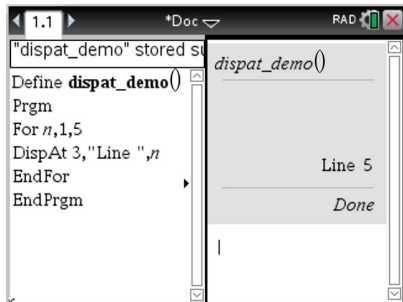 1.1 *Doc RAD
"dispat_demo" stored su
Define dispat_demo()
Prgm
For n,1,5
DispAt 3,"Line ",n
EndFor
EndPrgm
dispat_demo()
Line 5
Done